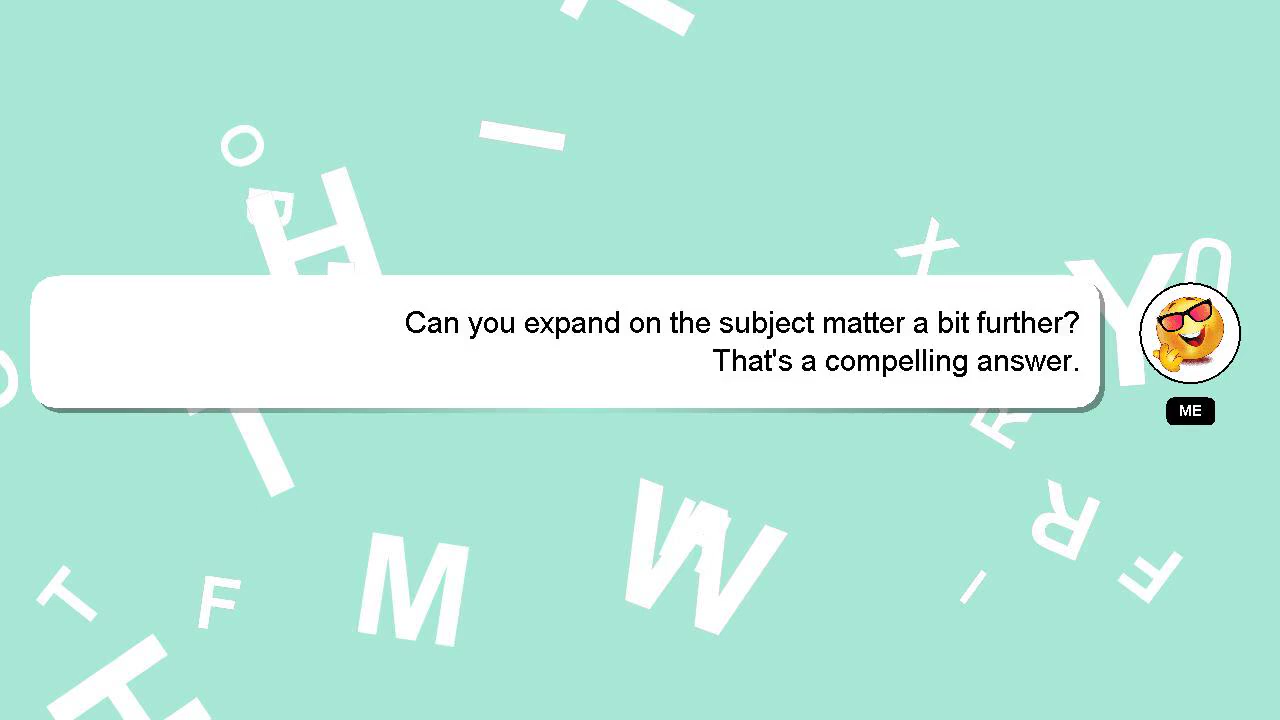 Can you expand on the subject matter a bit further?
That's a compelling answer.
ME